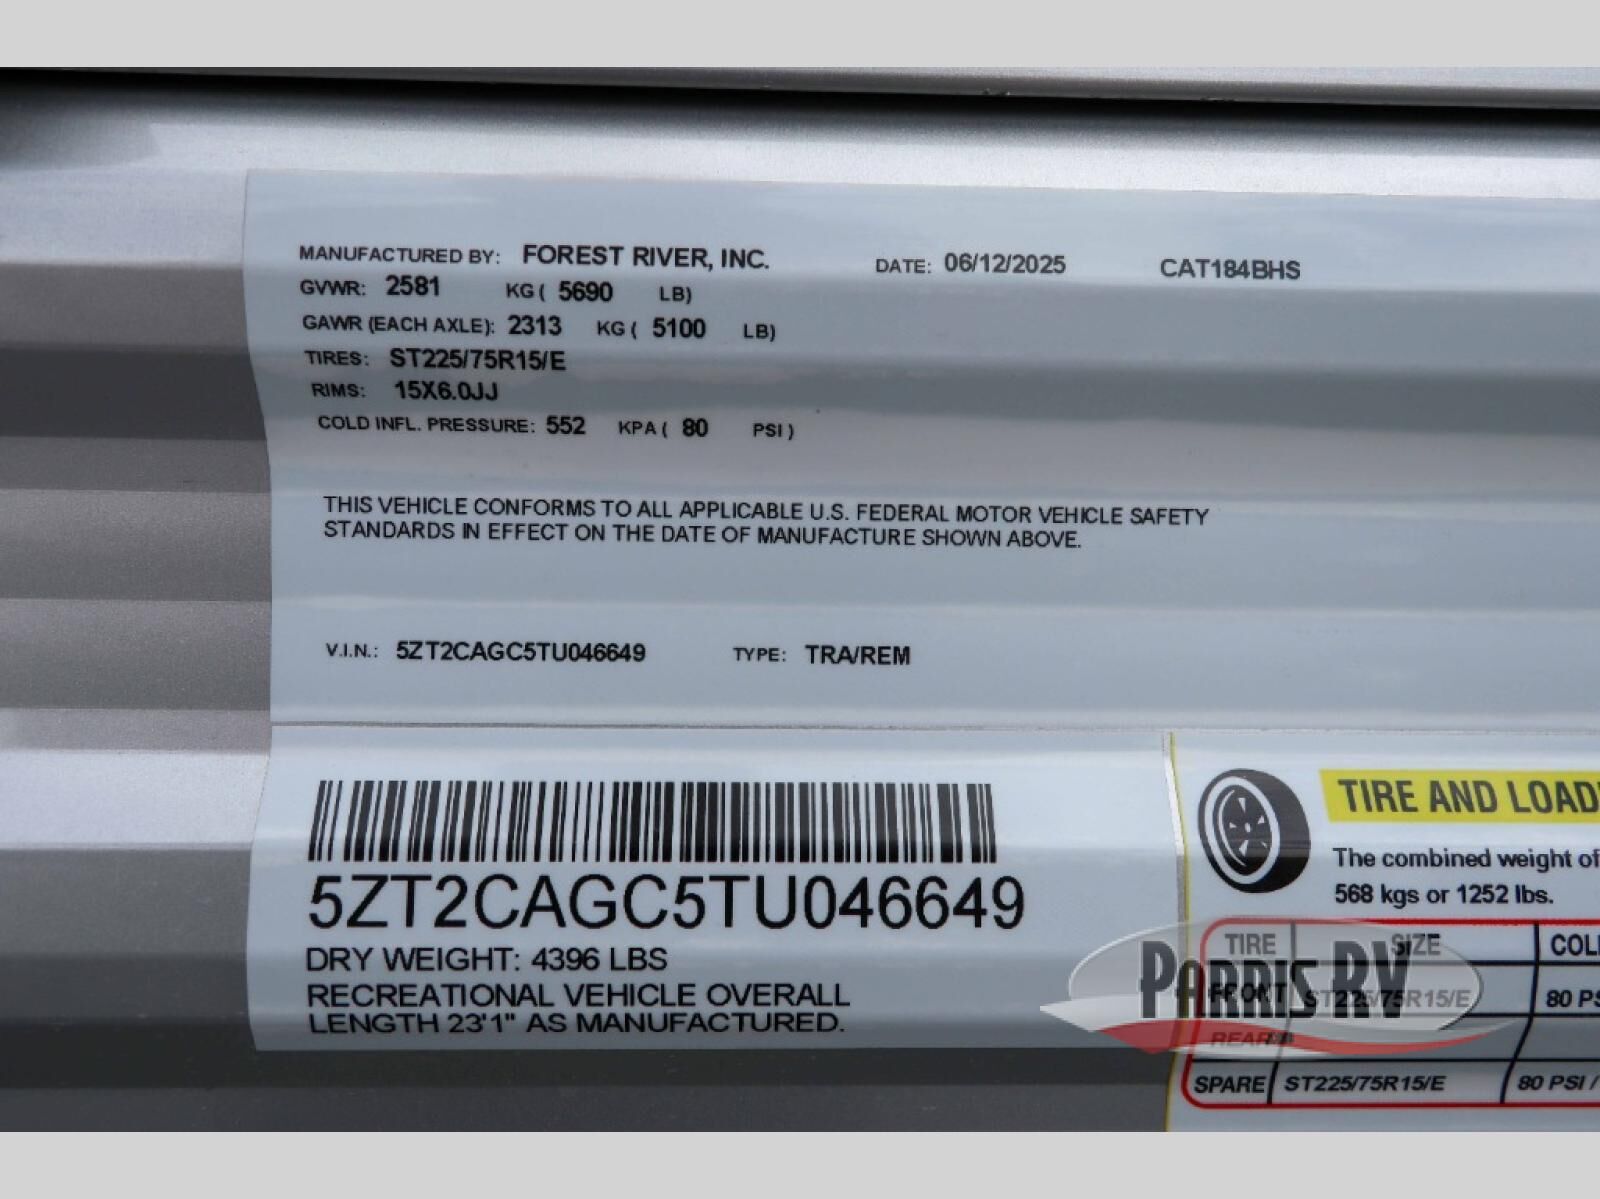 MANUFACTURED BY: FOREST RIVER, INC. DATE: 06/12/2025 CAT184BHS
GVWR: 2581 KG ( 5690 LB)
GAWR (EACH AXLE): 2313 KG ( 5100 LB)
TIRES: ST225/75R15/E
RIMS: 15X6.0JJ
COLD INFL. PRESSURE: 552 KPA ( 80 PSI )
THIS VEHICLE CONFORMS TO ALL APPLICABLE U.S. FEDERAL MOTOR VEHICLE SAFETY
STANDARDS IN EFFECT ON THE DATE OF MANUFACTURE SHOWN ABOVE.
V.I.N.: 5ZT2CAGC5TU046649 TYPE: TRA/REM
5ZT2CAGC5TU046649
DRY WEIGHT: 4396 LBS
RECREATIONAL VEHICLE OVERALL
LENGTH 23'1" AS MANUFACTURED.
TIRE AND LOAD
The combined weight of
568 kgs or 1252 lbs.
TIRE SIZE COL
FRONT ST225/75R15/E 80 PS
REAR
SPARE ST225/75R15/E 80 PSI /
PARRIS RV